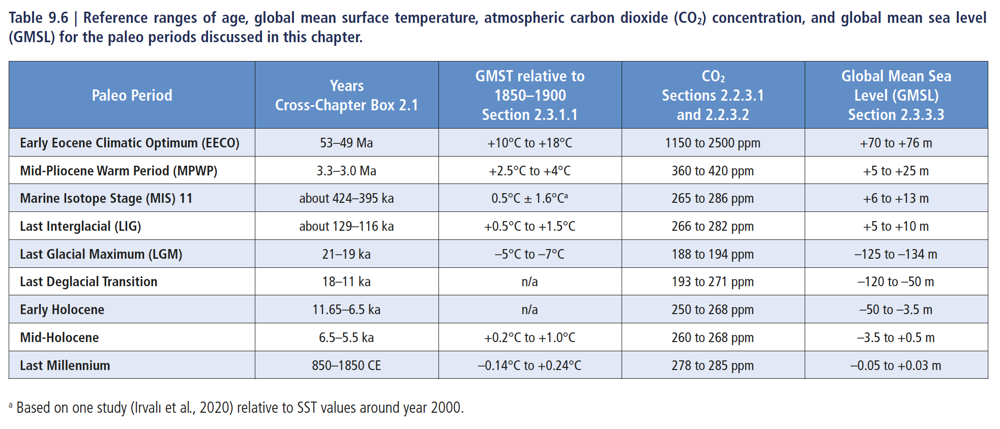 Table 9.6 | Reference ranges of age, global mean surface temperature, atmospheric carbon dioxide (CO₂) concentration, and global mean sea level
(GMSL) for the paleo periods discussed in this chapter.
Paleo Period
Years
Cross-Chapter Box 2.1
GMST relative to
1850–1900
Section 2.3.1.1
CO₂
Sections 2.2.3.1
and 2.2.3.2
Global Mean Sea
Level (GMSL)
Section 2.3.3.3
Early Eocene Climatic Optimum (EECO) 53–49 Ma +10°C to +18°C 1150 to 2500 ppm +70 to +76 m
Mid-Pliocene Warm Period (MPWP) 3.3–3.0 Ma +2.5°C to +4°C 360 to 420 ppm +5 to +25 m
Marine Isotope Stage (MIS) 11 about 424–395 ka 0.5°C ± 1.6°Cᵃ 265 to 286 ppm +6 to +13 m
Last Interglacial (LIG) about 129–116 ka +0.5°C to +1.5°C 266 to 282 ppm +5 to +10 m
Last Glacial Maximum (LGM) 21–19 ka –5°C to –7°C 188 to 194 ppm –125 to –134 m
Last Deglacial Transition 18–11 ka n/a 193 to 271 ppm –120 to –50 m
Early Holocene 11.65–6.5 ka n/a 250 to 268 ppm –50 to –3.5 m
Mid-Holocene 6.5–5.5 ka +0.2°C to +1.0°C 260 to 268 ppm –3.5 to +0.5 m
Last Millennium 850–1850 CE –0.14°C to +0.24°C 278 to 285 ppm –0.05 to +0.03 m
ᵃ Based on one study (Irvalı et al., 2020) relative to SST values around year 2000.